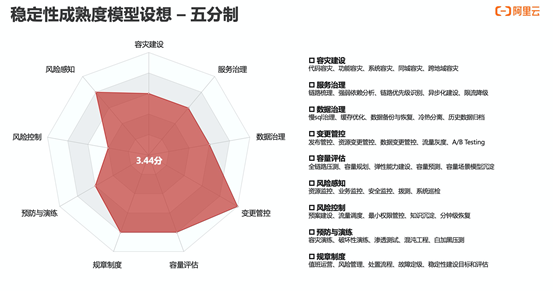 稳定性成熟度模型设想 – 五分制
阿里云
容灾建设
服务治理
数据治理
变更管控
容量评估
规章制度
预防与演练
风险控制
风险感知
3.44分
容灾建设
代码容灾、功能容灾、系统容灾、同城容灾、跨地域容灾
服务治理
链路梳理、强弱依赖分析、链路优先级识别、异步化建设、限流降级
数据治理
慢sql治理、缓存优化、数据备份与恢复、冷热分离、历史数据归档
变更管控
发布管控、资源变更管控、数据变更管控、流量灰度、A/B Testing
容量评估
全链路压测、容量规划、弹性能力建设、容量预测、容量场景模型沉淀
风险感知
资源监控、业务监控、安全监控、拨测、系统巡检
风险控制
预案建设、流量调度、最小权限管控、知识沉淀、分钟级恢复
预防与演练
容灾演练、破坏性演练、渗透测试、混沌工程、白加黑压测
规章制度
值班运营、风险管理、处置流程、故障定级、稳定性建设目标和评估